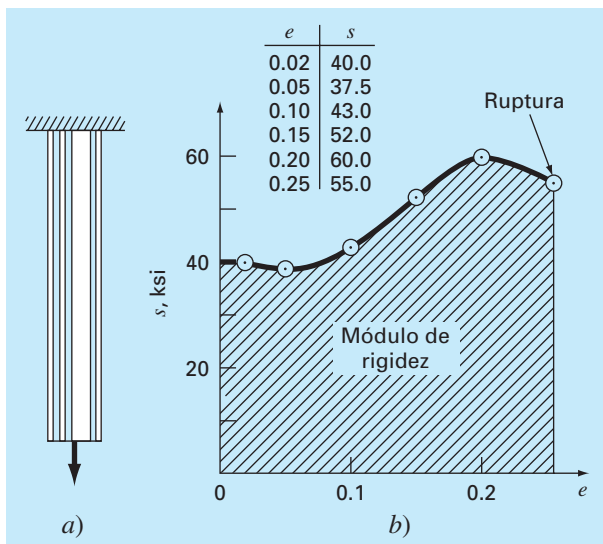 e s
0.02 40.0
0.05 37.5
0.10 43.0
0.15 52.0
0.20 60.0
0.25 55.0
Ruptura
60
40
20
s, ksi
Módulo de
rigidez
0 0.1 0.2 e
a) b)